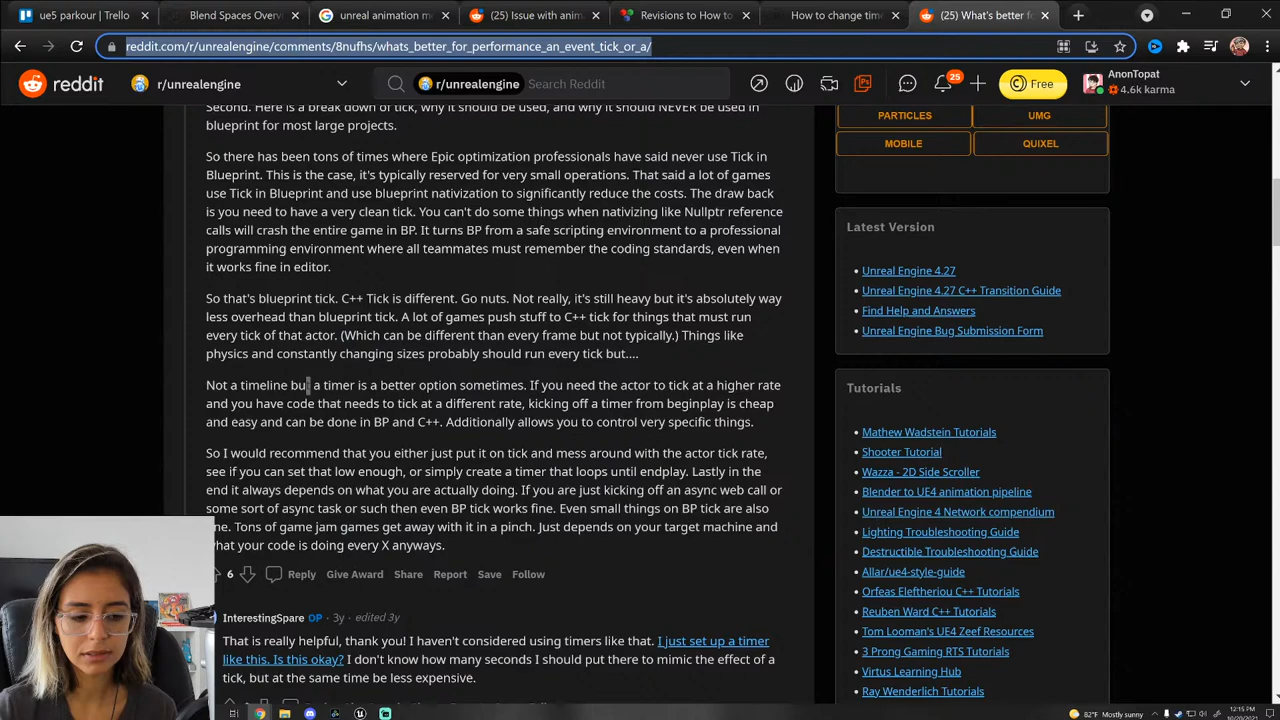 ue5 parkour | Trello
Blend Spaces Overv
unreal animation m
(25) Issue with anim
Revisions to How to
How to change time
(25) What's better f
reddit.com/r/unrealengine/comments/8nufhs/whats_better_for_performance_an_event_tick_or_a/
reddit
r/unrealengine
r/unrealengine
Search Reddit
25
Free
AnonTopat
4.6k karma
Second. Here is a break down of tick, why it should be used, and why it should NEVER be used in
blueprint for most large projects.
So there has been tons of times where Epic optimization professionals have said never use Tick in
Blueprint. This is the case, it's typically reserved for very small operations. That said a lot of games
use Tick in Blueprint and use blueprint nativization to significantly reduce the costs. The draw back
is you need to have a very clean tick. You can't do some things when nativizing like Nullptr reference
calls will crash the entire game in BP. It turns BP from a safe scripting environment to a professional
programming environment where all teammates must remember the coding standards, even when
it works fine in editor.
So that's blueprint tick. C++ Tick is different. Go nuts. Not really, it's still heavy but it's absolutely way
less overhead than blueprint tick. A lot of games push stuff to C++ tick for things that must run
every tick of that actor. (Which can be different than every frame but not typically.) Things like
physics and constantly changing sizes probably should run every tick but....
Not a timeline but a timer is a better option sometimes. If you need the actor to tick at a higher rate
and you have code that needs to tick at a different rate, kicking off a timer from beginplay is cheap
and easy and can be done in BP and C++. Additionally allows you to control very specific things.
So I would recommend that you either just put it on tick and mess around with the actor tick rate,
see if you can set that low enough, or simply create a timer that loops until endplay. Lastly in the
end it always depends on what you are actually doing. If you are just kicking off an async web call or
some sort of async task or such then even BP tick works fine. Even small things on BP tick are also
ne. Tons of game jam games get away with it in a pinch. Just depends on your target machine and
what your code is doing every X anyways.
6
Reply
Give Award
Share
Report
Save
Follow
InterestingSpare OP · 3y · edited 3y
That is really helpful, thank you! I haven't considered using timers like that. I just set up a timer
like this. Is this okay? I don't know how many seconds I should put there to mimic the effect of a
tick, but at the same time be less expensive.
PARTICLES
UMG
MOBILE
QUIXEL
Latest Version
• Unreal Engine 4.27
• Unreal Engine 4.27 C++ Transition Guide
• Find Help and Answers
• Unreal Engine Bug Submission Form
Tutorials
• Mathew Wadstein Tutorials
• Shooter Tutorial
• Wazza - 2D Side Scroller
• Blender to UE4 animation pipeline
• Unreal Engine 4 Network compendium
• Lighting Troubleshooting Guide
• Destructible Troubleshooting Guide
• Allar/ue4-style-guide
• Orfeas Eleftheriou C++ Tutorials
• Reuben Ward C++ Tutorials
• Tom Looman's UE4 Zeef Resources
• 3 Prong Gaming RTS Tutorials
• Virtus Learning Hub
• Ray Wenderlich Tutorials
82°F Mostly sunny
12:15 PM
10/20/2021